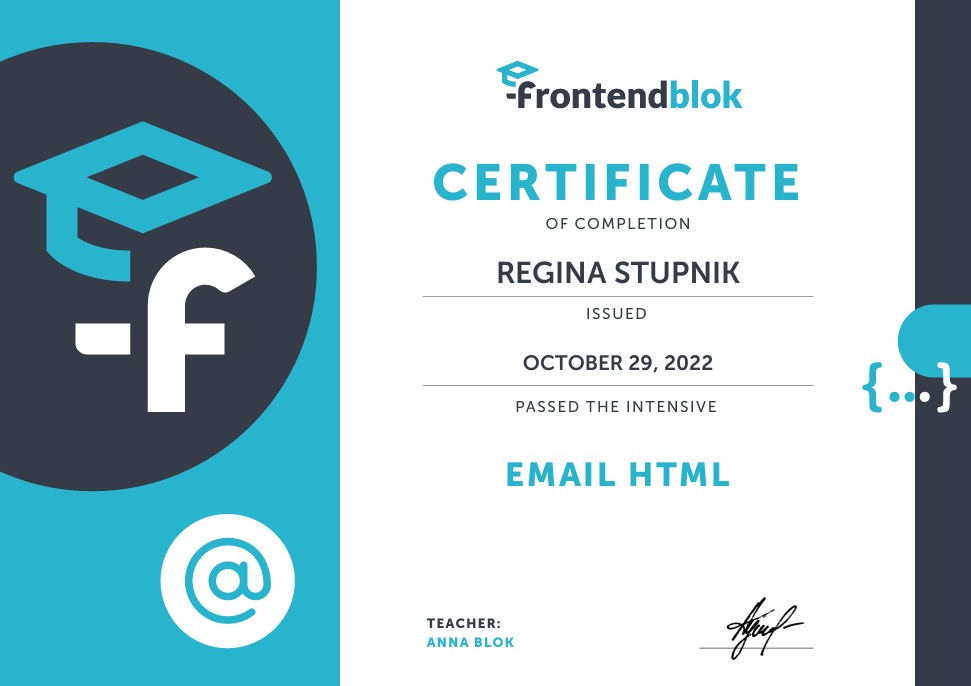 frontendblok
CERTIFICATE
OF COMPLETION
REGINA STUPNIK
ISSUED
OCTOBER 29, 2022
PASSED THE INTENSIVE
{...}
EMAIL HTML
@
TEACHER:
ANNA BLOK